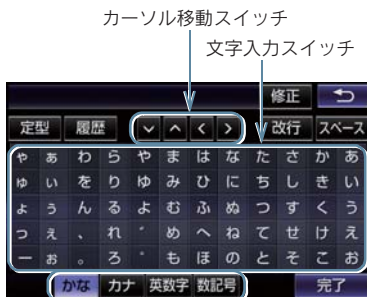 カーソル移動スイッチ
文字入力スイッチ
修正
定型 履歴 改行 スペース
ゃ ぁ わ ら や ま は な た さ か あ
ゅ ぃ を り ゆ み ひ に ち し き い
ょ ぅ ん る よ む ふ ぬ つ す く う
っ ぇ 、 れ ゛ め へ ね て せ け え
ー ぉ 。 ろ ゜ も ほ の と そ こ お
かな カナ 英数字 数記号 完了